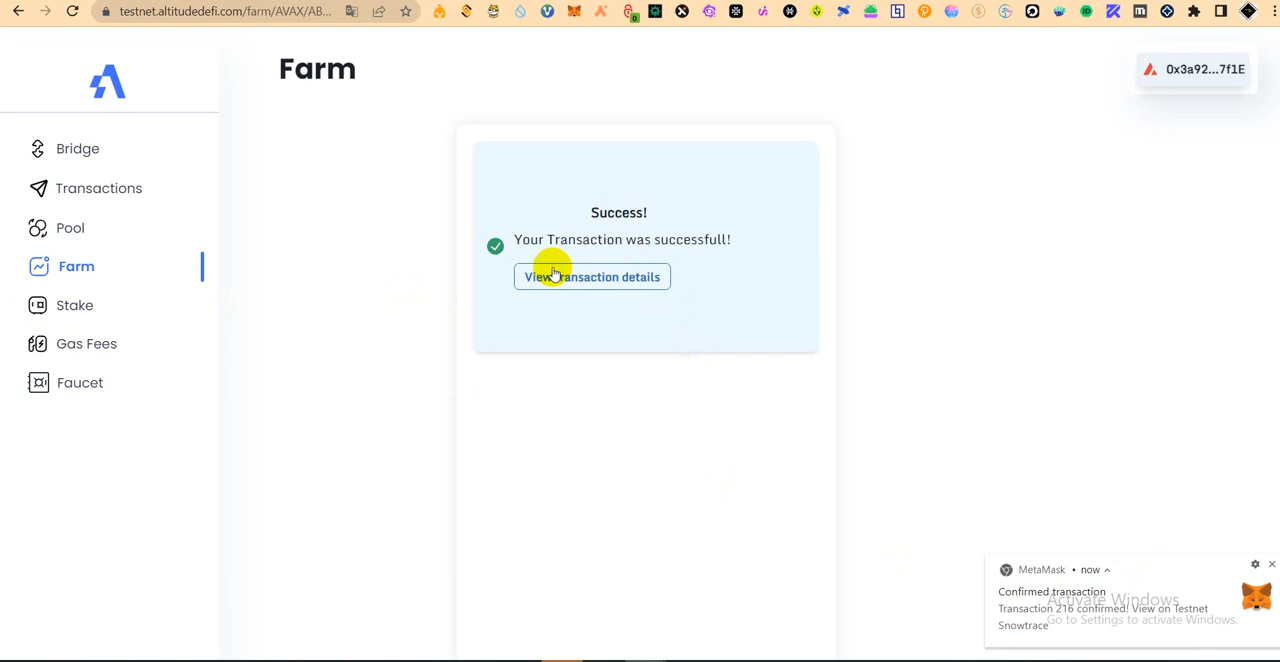 testnet.altitudedefi.com/farm/AVAX/AB...
Farm
0x3a92...7f1E
Bridge
Transactions
Pool
Farm
Stake
Gas Fees
Faucet
Success!
Your Transaction was successfull!
View Transaction details
MetaMask • now
Confirmed transaction
Transaction 216 confirmed! View on Testnet
Snowtrace
Activate Windows
Go to Settings to activate Windows.